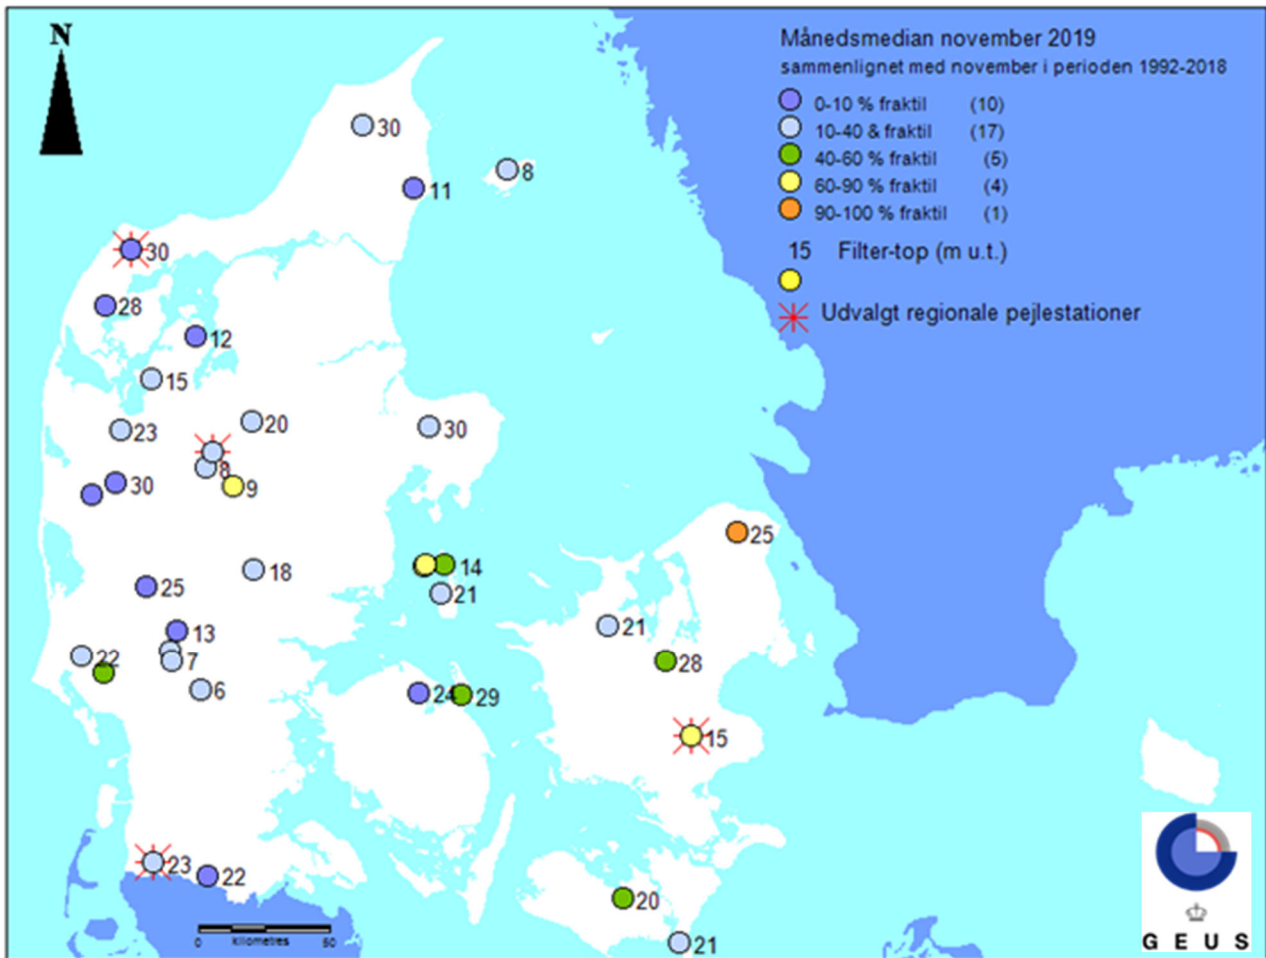 N
Månedsmedian november 2019
sammenlignet med november i perioden 1992-2018
0-10 % fraktil (10)
10-40 & fraktil (17)
40-60 % fraktil (5)
60-90 % fraktil (4)
90-100 % fraktil (1)
15 Filter-top (m u.t.)
Udvalgt regionale pejlestationer
30
8
11
30
28
12
15
20
23
30
8
30
9
25
14
18
25
21
21
13
22
7
28
6
24
29
15
23
22
20
21
0 kilometres 50
GEUS